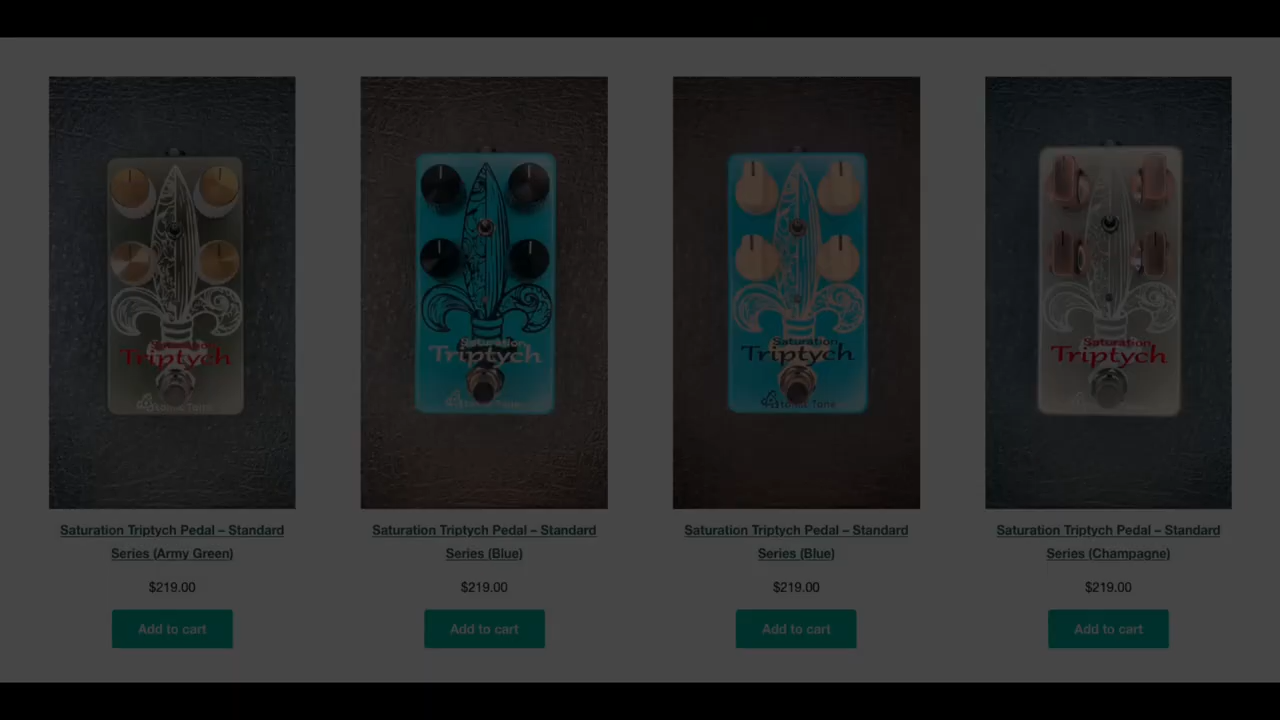 Saturation
Triptych
Saturation
Triptych
Saturation
Triptych
Saturation
Triptych
Saturation Triptych Pedal – Standard
Series (Army Green)
$219.00
Add to cart
Saturation Triptych Pedal – Standard
Series (Blue)
$219.00
Add to cart
Saturation Triptych Pedal – Standard
Series (Blue)
$219.00
Add to cart
Saturation Triptych Pedal – Standard
Series (Champagne)
$219.00
Add to cart